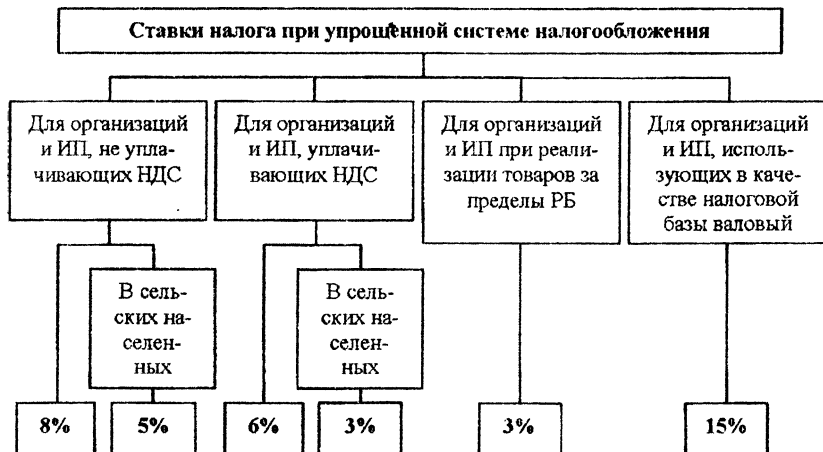 Ставки налога при упрощенной системе налогообложения
Для организаций
и ИП, не упла-
чивающих НДС
Для организаций
и ИП, уплачи-
вающих НДС
Для организаций
и ИП при реали-
зации товаров за
пределы РБ
Для организаций
и ИП, исполь-
зующих в каче-
стве налоговой
базы валовый
В сель-
ских на-
селен-
ных
В сель-
ских на-
селен-
ных
8%
5%
6%
3%
3%
15%